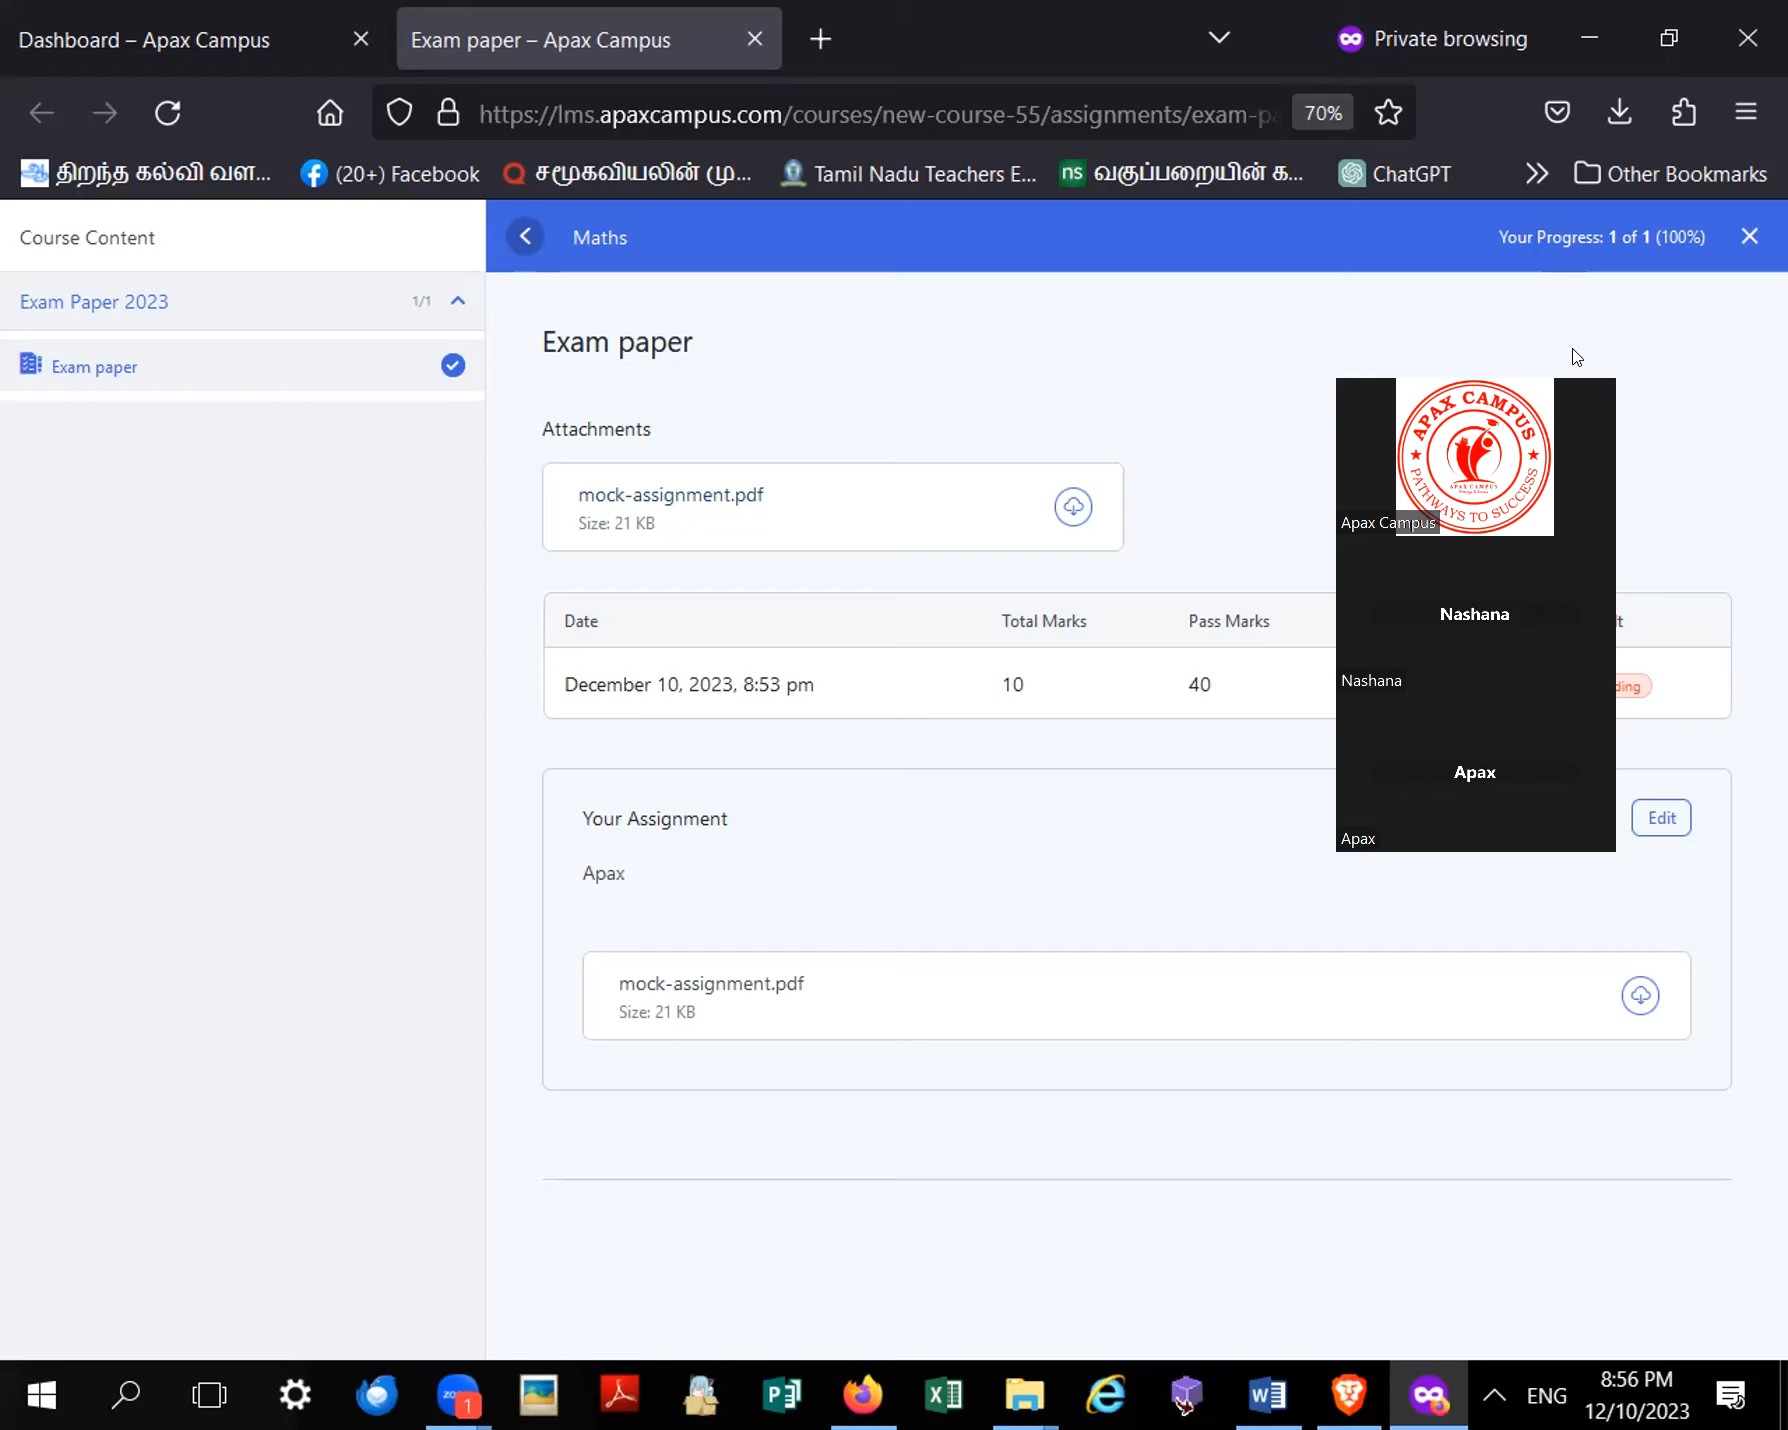 Dashboard – Apax Campus
Exam paper – Apax Campus
Private browsing
https://lms.apaxcampus.com/courses/new-course-55/assignments/exam-pa
70%
திறந்த கல்வி வள...
(20+) Facebook
சமூகவியலின் மு...
Tamil Nadu Teachers E...
ns
வகுப்பறையின் க...
ChatGPT
Other Bookmarks
Course Content
Maths
Your Progress: 1 of 1 (100%)
Exam Paper 2023
1/1
Exam paper
Exam paper
Attachments
mock-assignment.pdf
Size: 21 KB
APAX CAMPUS
APAX CAMPUS
PATHWAYS TO SUCCESS
Apax Campus
Nashana
Nashana
Apax
Apax
Date
Total Marks
Pass Marks
t
December 10, 2023, 8:53 pm
10
40
ding
Your Assignment
Edit
Apax
mock-assignment.pdf
Size: 21 KB
1
ENG
8:56 PM
12/10/2023